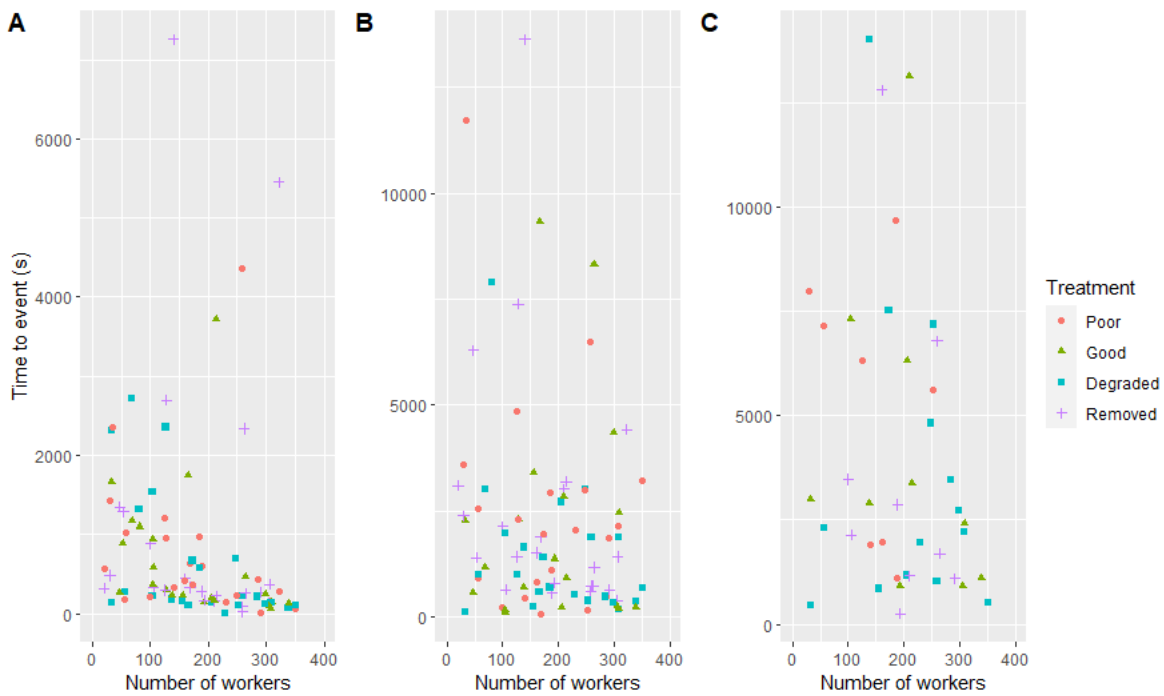 A
B
C
Time to event (s)
6000
4000
2000
0
0 100 200 300 400
Number of workers
10000
5000
0
0 100 200 300 400
Number of workers
10000
5000
0
0 100 200 300 400
Number of workers
Treatment
Poor
Good
Degraded
Removed